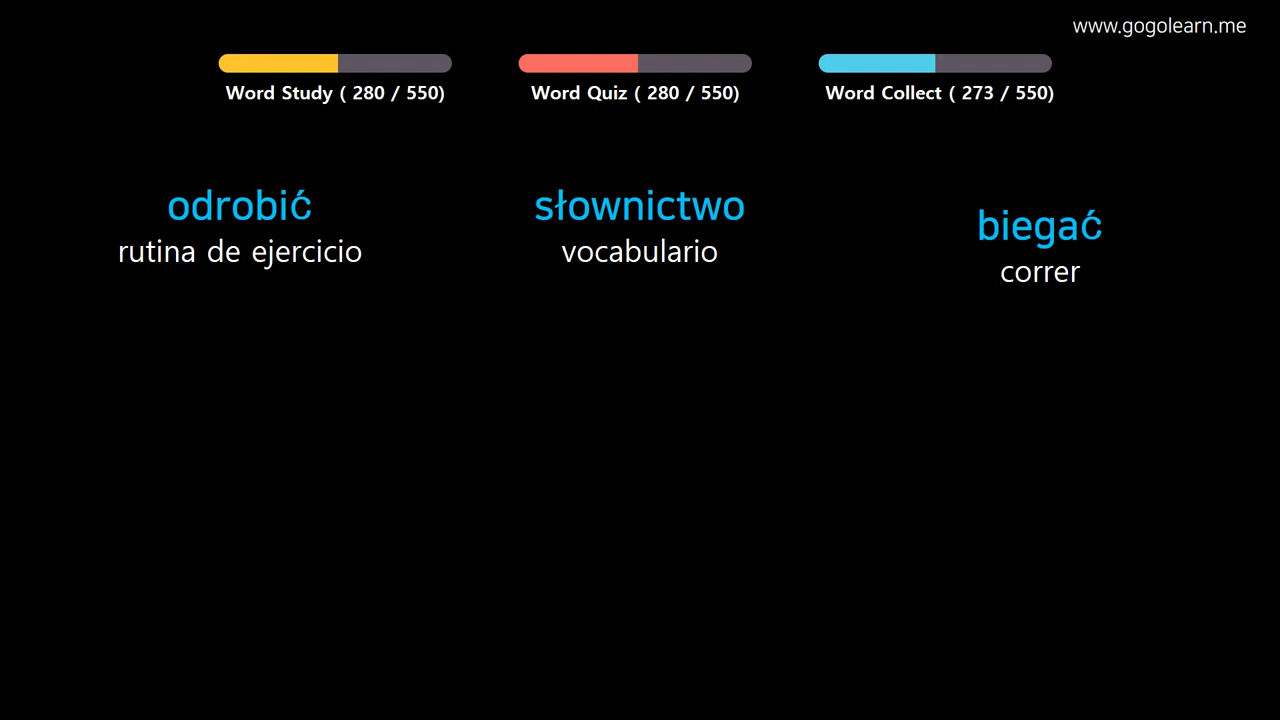 www.gogolearn.me
Word Study ( 280 / 550)
Word Quiz ( 280 / 550)
Word Collect ( 273 / 550)
odrobić
rutina de ejercicio
słownictwo
vocabulario
biegać
correr